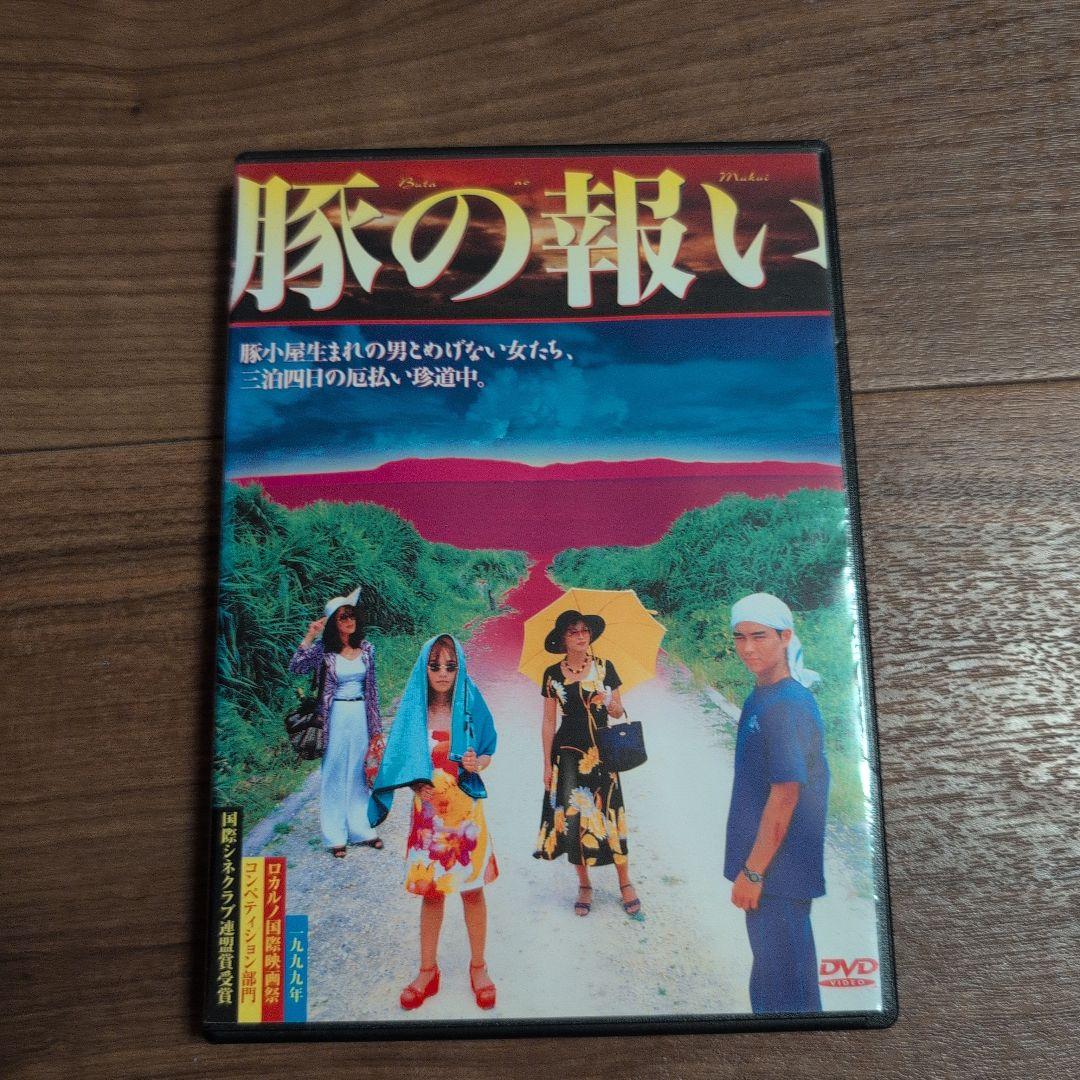 豚の報い
Buta no Mukui
豚小屋生まれの男とめげない女たち、
三泊四日の厄払い珍道中。
一九九九年
ロカルノ国際映画祭
コンペティション部門
国際シネクラブ連盟賞受賞
DVD
VIDEO